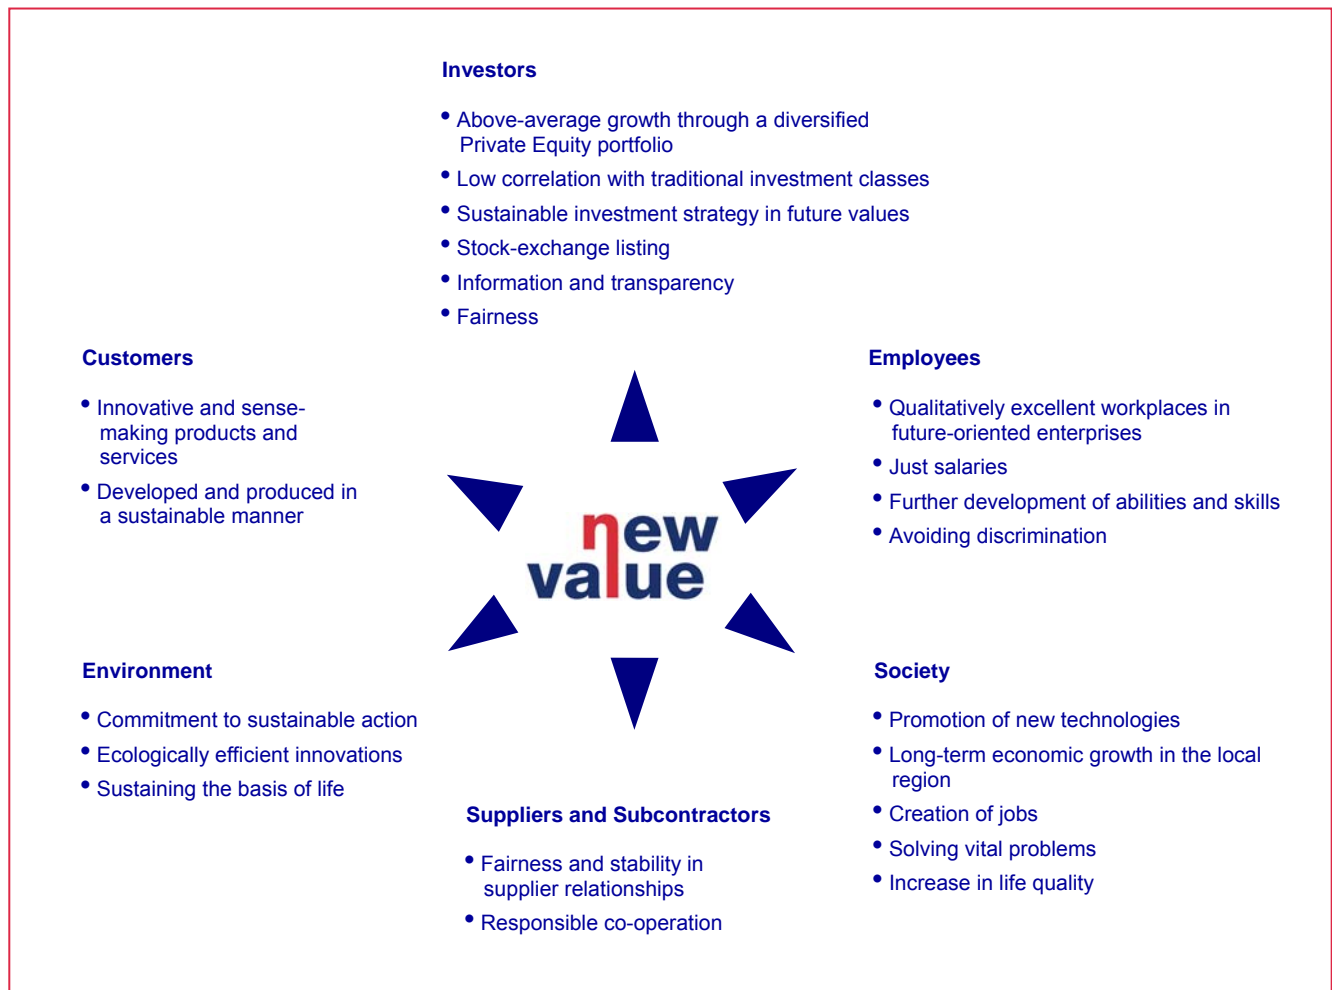 Investors
• Above-average growth through a diversified
Private Equity portfolio
• Low correlation with traditional investment classes
• Sustainable investment strategy in future values
• Stock-exchange listing
• Information and transparency
• Fairness
Customers
• Innovative and sense-
making products and
services
• Developed and produced in
a sustainable manner
Employees
• Qualitatively excellent workplaces in
future-oriented enterprises
• Just salaries
• Further development of abilities and skills
• Avoiding discrimination
new
value
Environment
• Commitment to sustainable action
• Ecologically efficient innovations
• Sustaining the basis of life
Society
• Promotion of new technologies
• Long-term economic growth in the local
region
• Creation of jobs
• Solving vital problems
• Increase in life quality
Suppliers and Subcontractors
• Fairness and stability in
supplier relationships
• Responsible co-operation